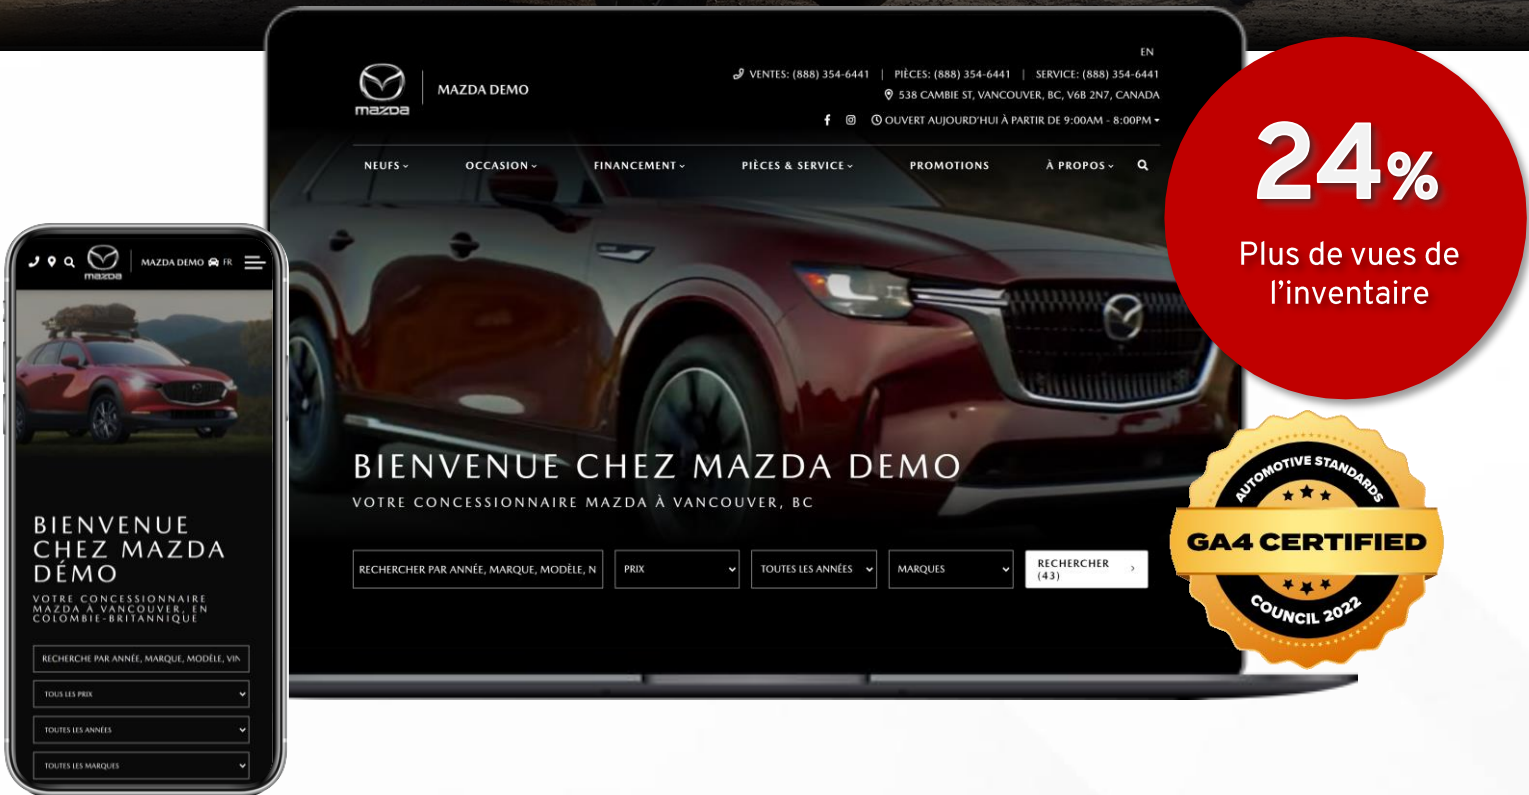 EN
mazda
MAZDA DEMO
VENTES: (888) 354-6441 | PIÈCES: (888) 354-6441 | SERVICE: (888) 354-6441
538 CAMBIE ST, VANCOUVER, BC, V6B 2N7, CANADA
OUVERT AUJOURD'HUI À PARTIR DE 9:00AM - 8:00PM
NEUFS
OCCASION
FINANCEMENT
PIÈCES & SERVICE
PROMOTIONS
À PROPOS
BIENVENUE CHEZ MAZDA DEMO
VOTRE CONCESSIONNAIRE MAZDA À VANCOUVER, BC
RECHERCHER PAR ANNÉE, MARQUE, MODÈLE, N
PRIX
TOUTES LES ANNÉES
MARQUES
RECHERCHER
(43)
24%
Plus de vues de
l'inventaire
AUTOMOTIVE STANDARDS
GA4 CERTIFIED
COUNCIL 2022
mazda
MAZDA DEMO
FR
BIENVENUE
CHEZ MAZDA
DÉMO
VOTRE CONCESSIONNAIRE
MAZDA À VANCOUVER, EN
COLOMBIE-BRITANNIQUE
RECHERCHE PAR ANNÉE, MARQUE, MODÈLE, VIN
TOUS LES PRIX
TOUTES LES ANNÉES
TOUTES LES MARQUES